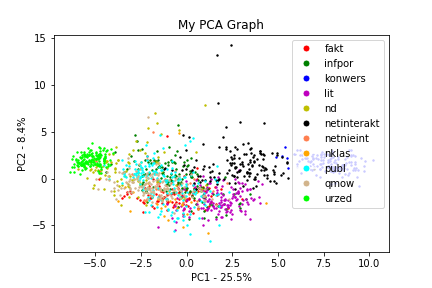 My PCA Graph
15
10
5
0
−5
PC2 - 8.4%
−5.0 −2.5 0.0 2.5 5.0 7.5 10.0
PC1 - 25.5%
fakt
infpor
konwers
lit
nd
netinterakt
netnieint
nklas
publ
qmow
urzed